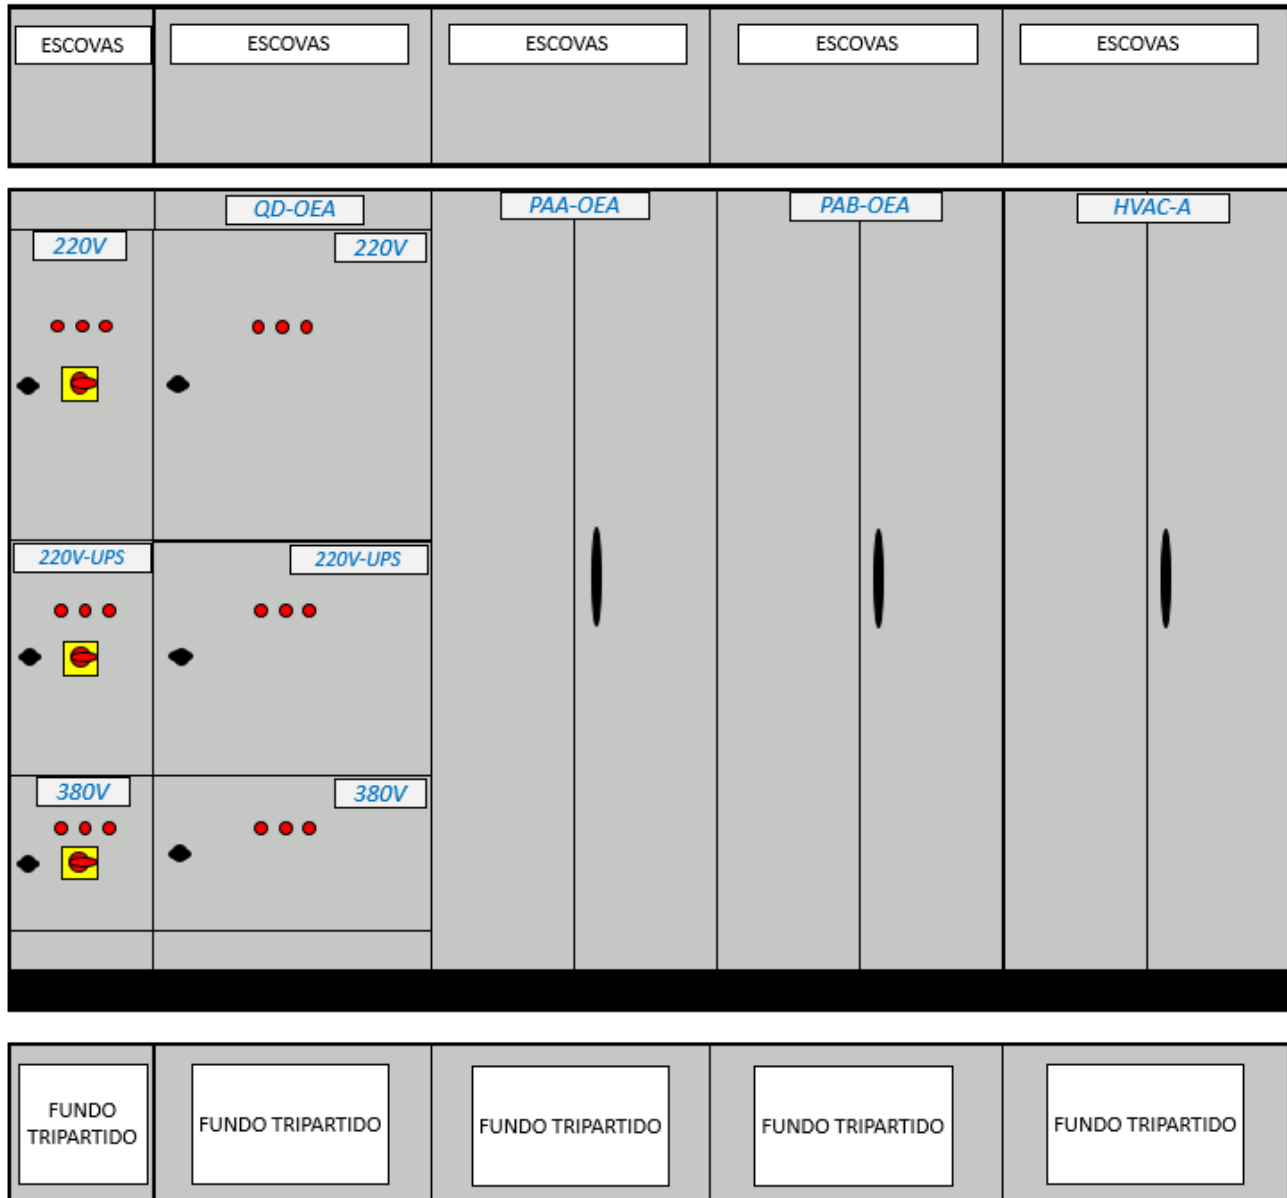 ESCOVAS
ESCOVAS
ESCOVAS
ESCOVAS
ESCOVAS
QD-OEA
PAA-OEA
PAB-OEA
HVAC-A
220V
220V
220V-UPS
220V-UPS
380V
380V
FUNDO
TRIPARTIDO
FUNDO TRIPARTIDO
FUNDO TRIPARTIDO
FUNDO TRIPARTIDO
FUNDO TRIPARTIDO